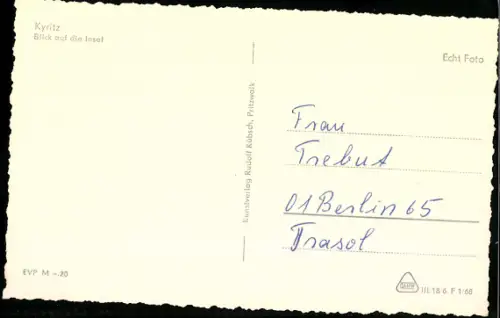 Kyritz
Blick auf die Insel
Echt Foto
Kunstverlag Rudolf Kübsch, Pritzwalk
Frau
Trebut
01 Berlin 65
Trasol
EVP M -.20
III 18 6 F 1/68